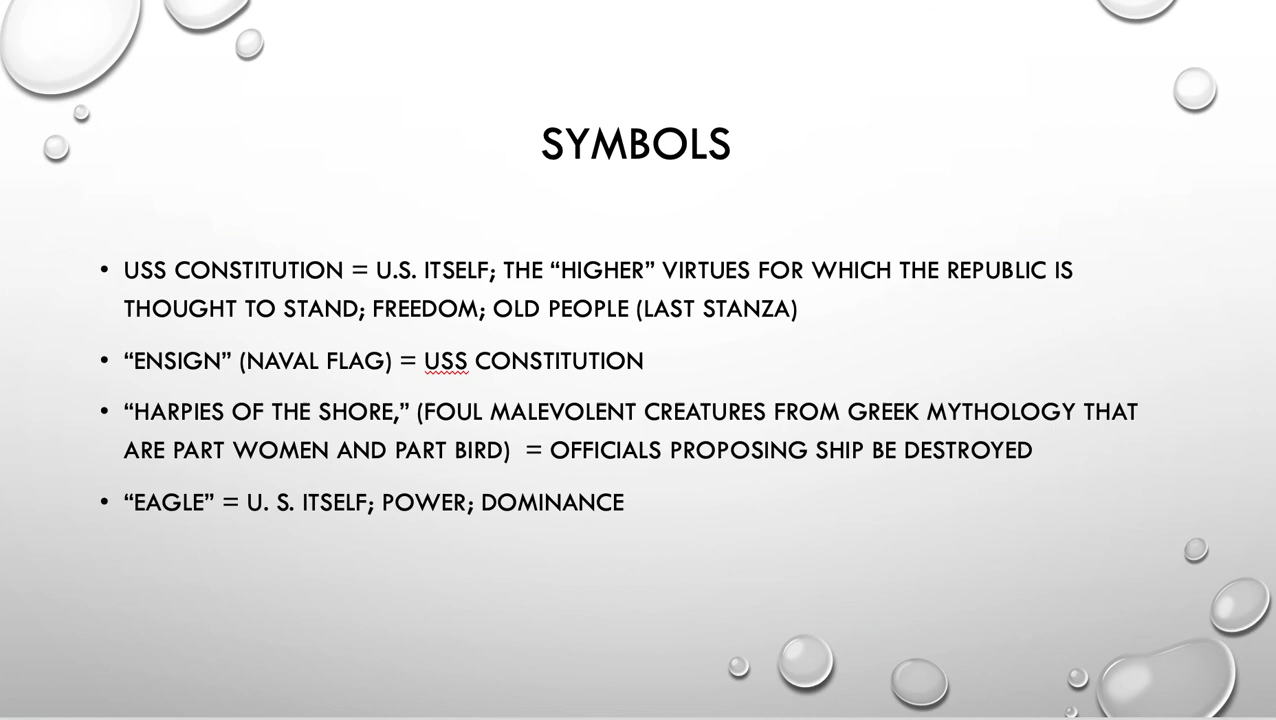 SYMBOLS
• USS CONSTITUTION = U.S. ITSELF; THE “HIGHER” VIRTUES FOR WHICH THE REPUBLIC IS
THOUGHT TO STAND; FREEDOM; OLD PEOPLE (LAST STANZA)
• “ENSIGN” (NAVAL FLAG) = USS CONSTITUTION
• “HARPIES OF THE SHORE,” (FOUL MALEVOLENT CREATURES FROM GREEK MYTHOLOGY THAT
ARE PART WOMEN AND PART BIRD)  = OFFICIALS PROPOSING SHIP BE DESTROYED
• “EAGLE” = U. S. ITSELF; POWER; DOMINANCE